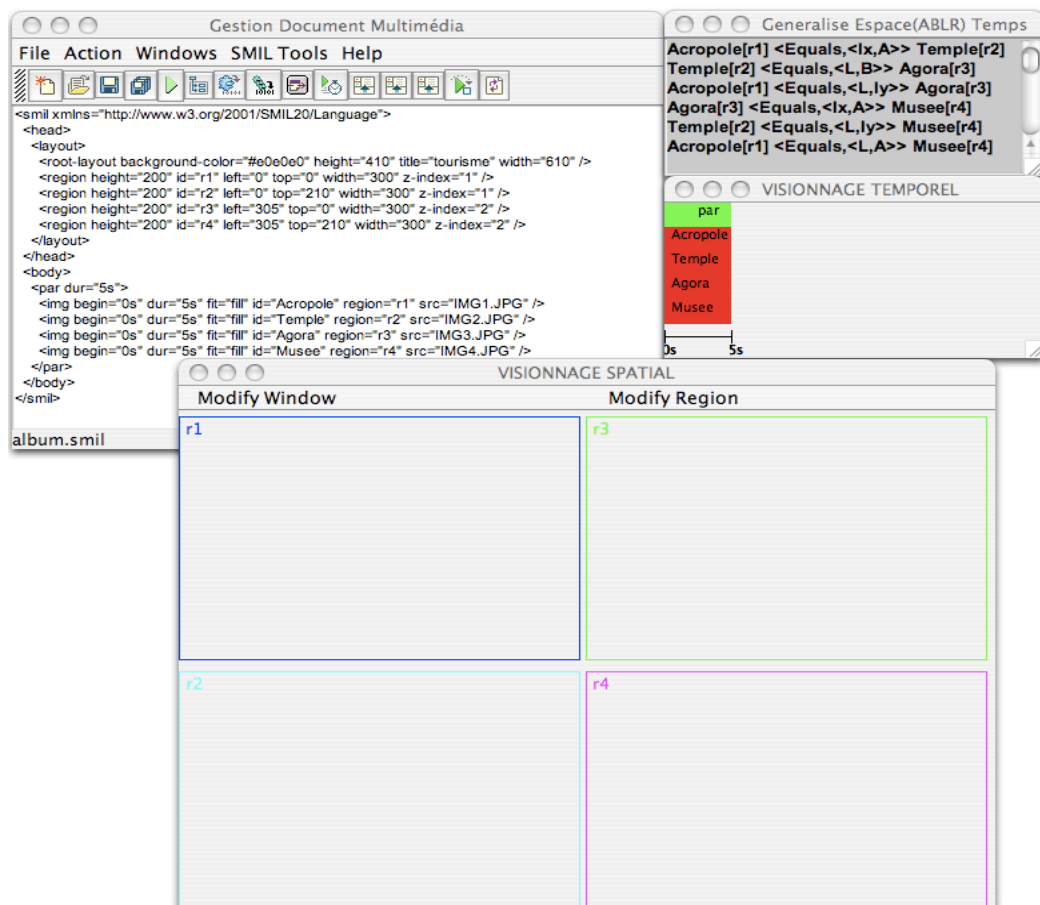 Gestion Document Multimédia
File Action Windows SMIL Tools Help
<smil xmlns="http://www.w3.org/2001/SMIL20/Language">
<head>
<layout>
<root-layout background-color="#e0e0e0" height="410" title="tourisme" width="610" />
<region height="200" id="r1" left="0" top="0" width="300" z-index="1" />
<region height="200" id="r2" left="0" top="210" width="300" z-index="1" />
<region height="200" id="r3" left="305" top="0" width="300" z-index="2" />
<region height="200" id="r4" left="305" top="210" width="300" z-index="2" />
</layout>
</head>
<body>
<par dur="5s">
<img begin="0s" dur="5s" fit="fill" id="Acropole" region="r1" src="IMG1.JPG" />
<img begin="0s" dur="5s" fit="fill" id="Temple" region="r2" src="IMG2.JPG" />
<img begin="0s" dur="5s" fit="fill" id="Agora" region="r3" src="IMG3.JPG" />
<img begin="0s" dur="5s" fit="fill" id="Musee" region="r4" src="IMG4.JPG" />
</par>
</body>
</smil>
album.smil
Generalise Espace(ABLR) Temps
Acropole[r1] <Equals,<Ix,A>> Temple[r2]
Temple[r2] <Equals,<L,B>> Agora[r3]
Acropole[r1] <Equals,<L,Iy>> Agora[r3]
Agora[r3] <Equals,<Ix,A>> Musee[r4]
Temple[r2] <Equals,<L,Iy>> Musee[r4]
Acropole[r1] <Equals,<L,A>> Musee[r4]
VISIONNAGE TEMPOREL
par
Acropole
Temple
Agora
Musee
0s 5s
VISIONNAGE SPATIAL
Modify Window Modify Region
r1 r3
r2 r4